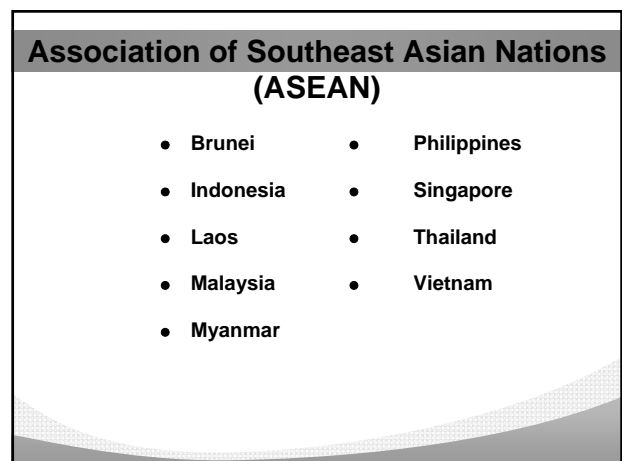 Association of Southeast Asian Nations
(ASEAN)
• Brunei
• Indonesia
• Laos
• Malaysia
• Myanmar
• Philippines
• Singapore
• Thailand
• Vietnam